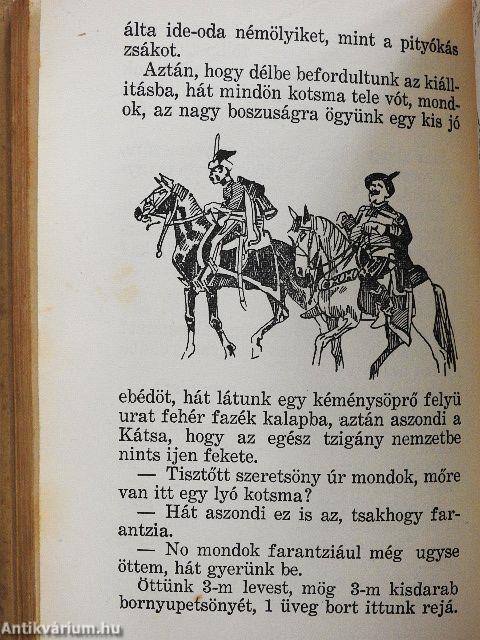 álta ide-oda némölyiket, mint a pityókás
zsákot.
Aztán, hogy délbe befordultunk az kiáll-
itásba, hát mindön kotsma tele vót, mond-
ok, az nagy boszuságra ögyünk egy kis jó
ebédöt, hát látunk egy kéménysöprő felyü
urat fehér fazék kalapba, aztán aszondi a
Kátsa, hogy az egész tzigány nemzetbe
nints ijen fekete.
— Tisztőtt szeretsöny úr mondok, mőre
van itt egy lyó kotsma?
— Hát aszondi ez is az, tsakhogy far-
antzia.
— No mondok farantziául még ugyse
öttem, hát gyerünk be.
Öttünk 3-m levest, mög 3-m kisdarab
bornyupetsönyét, 1 üveg bort ittunk rejá.
Antikvárium.hu